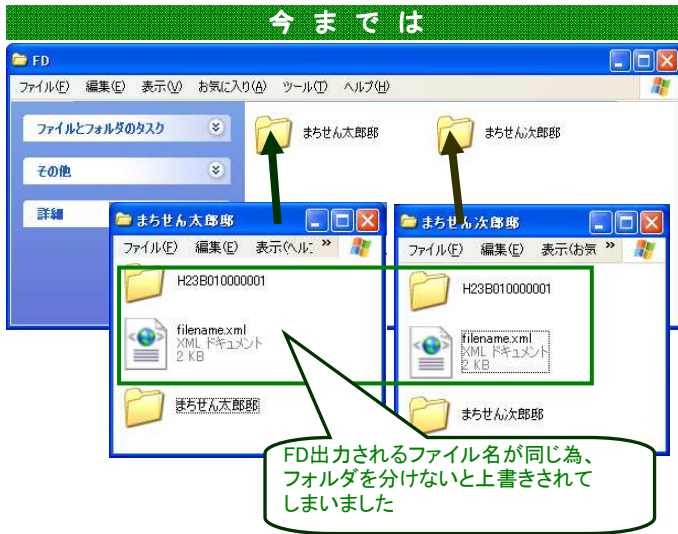 今までは
FD
ファイル(F) 編集(E) 表示(V) お気に入り(A) ツール(T) ヘルプ(H)
ファイルとフォルダのタスク
その他
詳細
まちせん太郎邸
まちせん次郎邸
まちせん太郎邸
ファイル(F) 編集(E) 表示(ヘル: »
H23B010000001
filename.xml
XML ドキュメント
2 KB
まちせん太郎邸
まちせん次郎邸
ファイル(F) 編集(E) 表示(お気 »
H23B010000001
filename.xml
XML ドキュメント
2 KB
まちせん次郎邸
FD出力されるファイル名が同じ為、
フォルダを分けないと上書きされて
しまいました